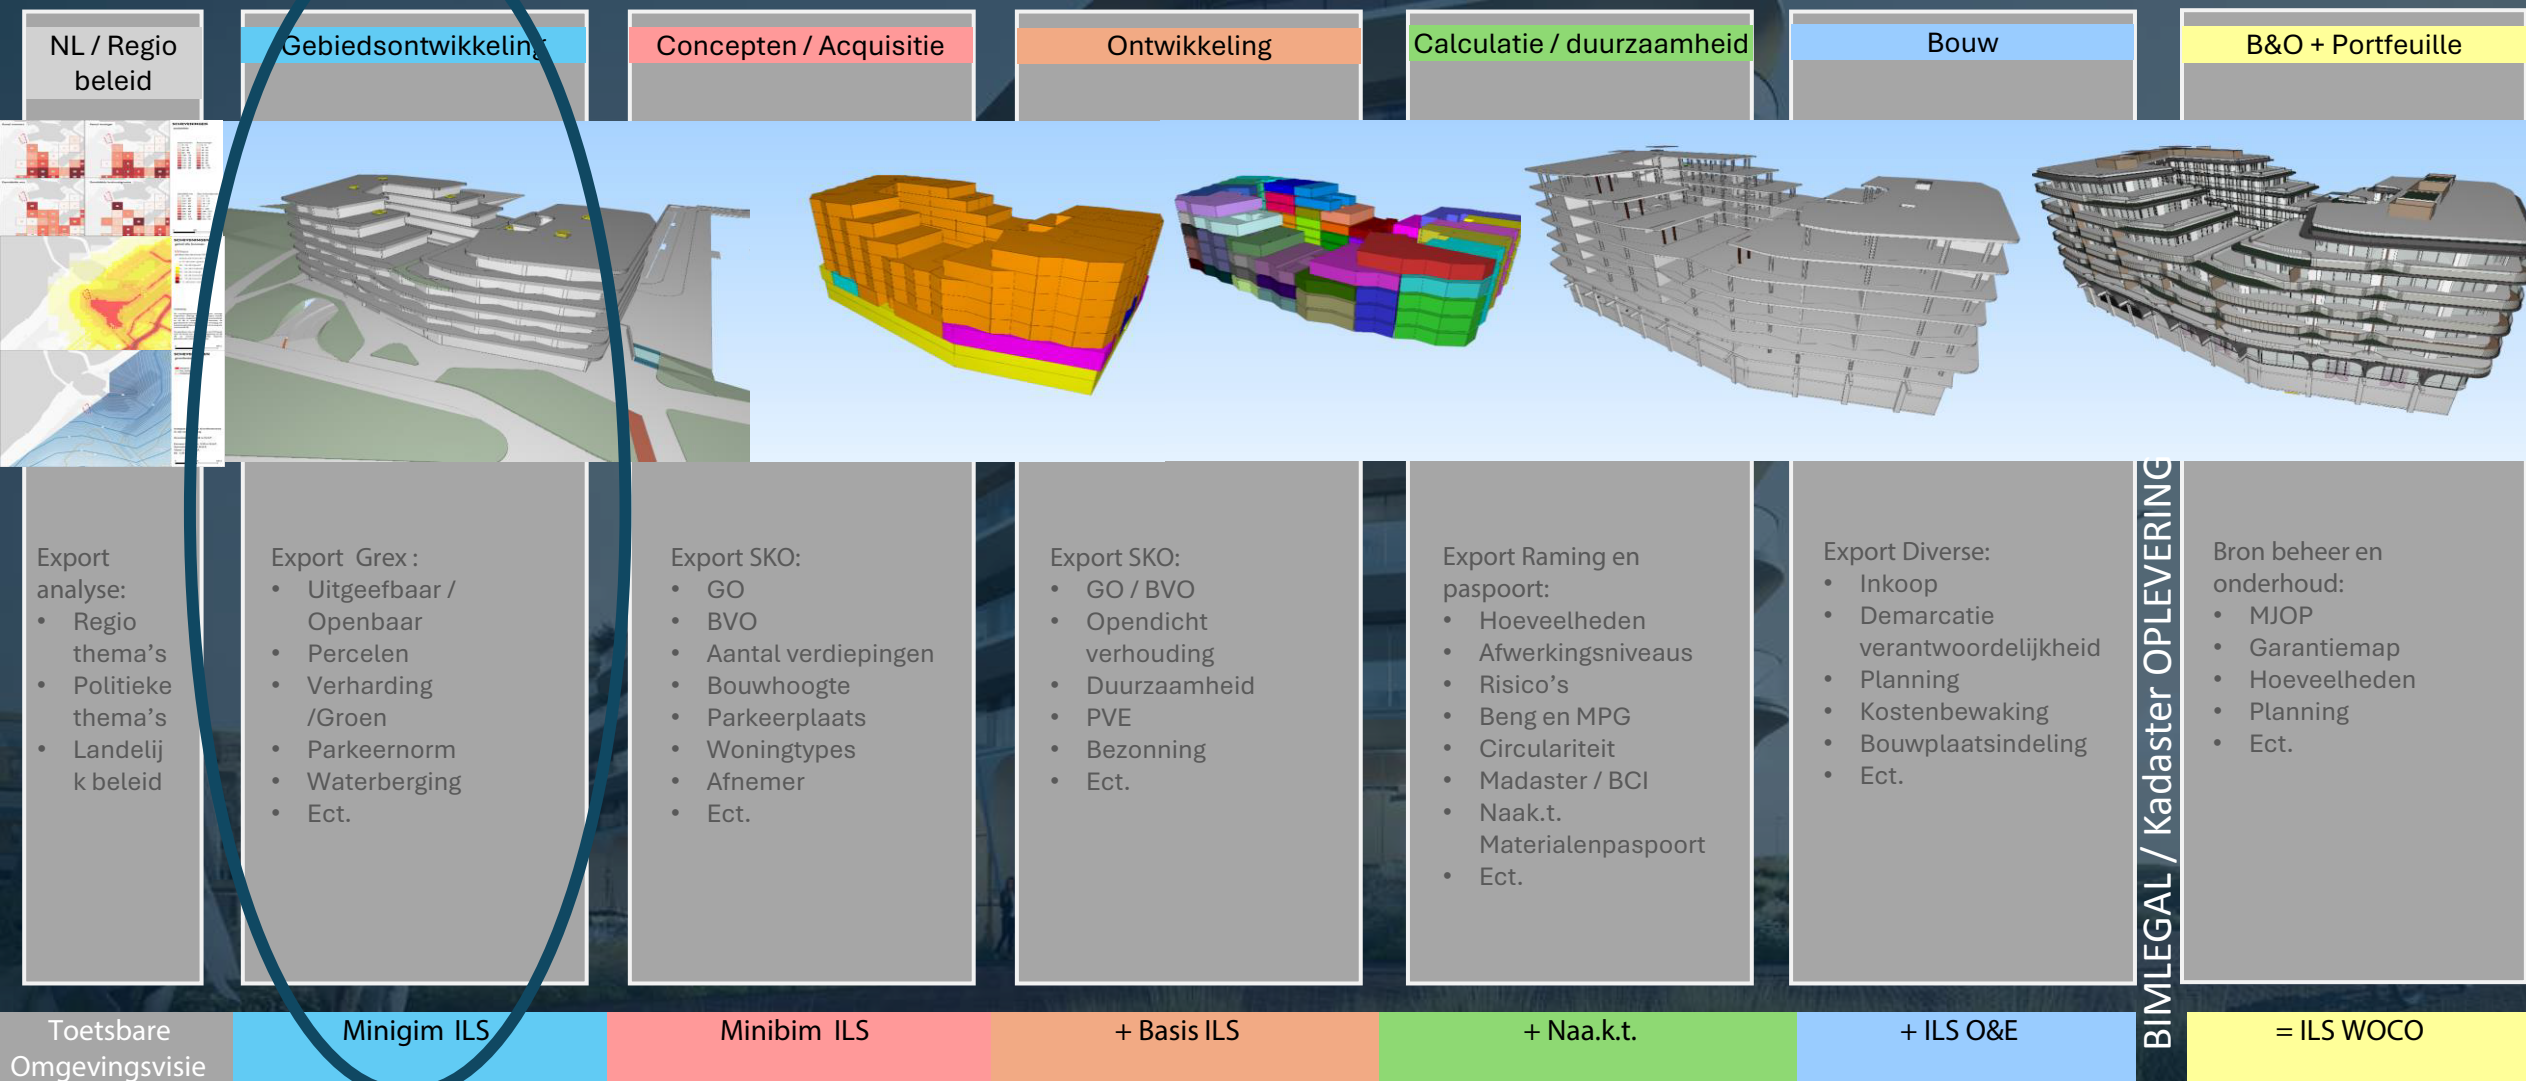 NL / Regio
beleid
Gebiedsontwikkeling
Concepten / Acquisitie
Ontwikkeling
Calculatie / duurzaamheid
Bouw
B&O + Portfeuille
Export
analyse:
• Regio
thema’s
• Politieke
thema’s
• Landelij
k beleid
Export Grex :
• Uitgeefbaar /
Openbaar
• Percelen
• Verharding
/Groen
• Parkeernorm
• Waterberging
• Ect.
Export SKO:
• GO
• BVO
• Aantal verdiepingen
• Bouwhoogte
• Parkeerplaats
• Woningtypes
• Afnemer
• Ect.
Export SKO:
• GO / BVO
• Opendicht
verhouding
• Duurzaamheid
• PVE
• Bezonning
• Ect.
Export Raming en
paspoort:
• Hoeveelheden
• Afwerkingsniveaus
• Risico’s
• Beng en MPG
• Circulariteit
• Madaster / BCI
• Naak.t.
Materialenpaspoort
• Ect.
Export Diverse:
• Inkoop
• Demarcatie
verantwoordelijkheid
• Planning
• Kostenbewaking
• Bouwplaatsindeling
• Ect.
BIMLEGAL / Kadaster OPLEVERING
Bron beheer en
onderhoud:
• MJOP
• Garantiemap
• Hoeveelheden
• Planning
• Ect.
Toetsbare
Omgevingsvisie
Minigim ILS
Minibim ILS
+ Basis ILS
+ Naa.k.t.
+ ILS O&E
= ILS WOCO